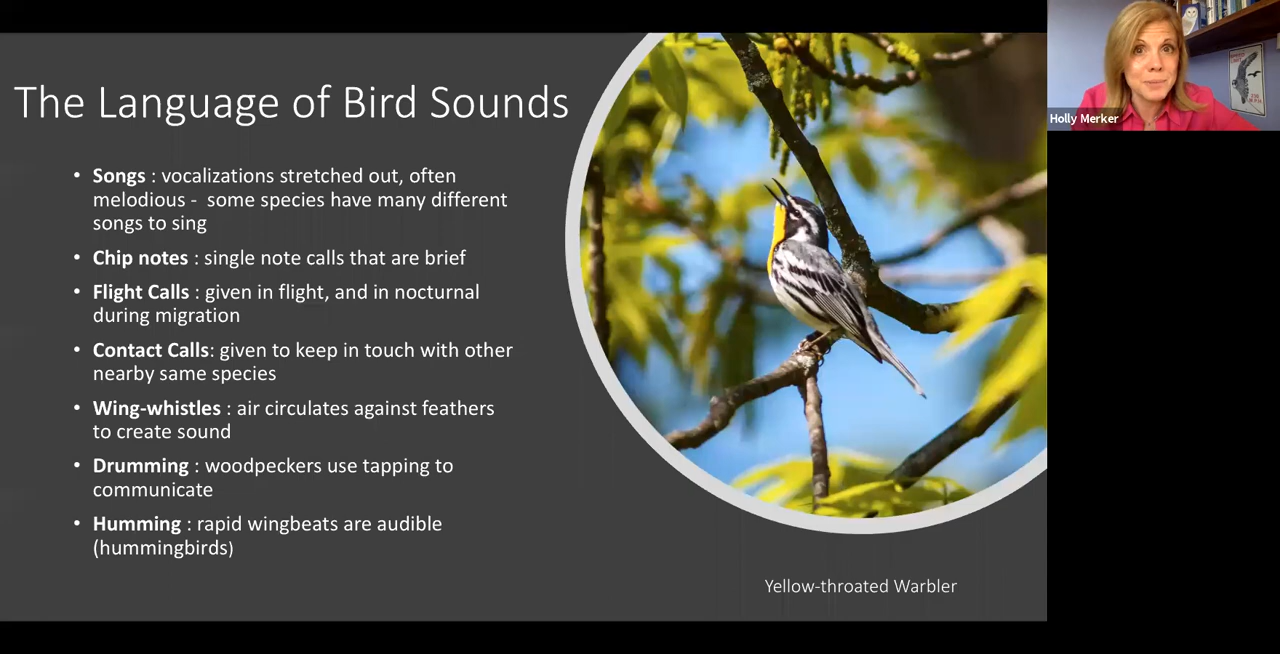 The Language of Bird Sounds
• Songs : vocalizations stretched out, often
melodious -  some species have many different
songs to sing
• Chip notes : single note calls that are brief
• Flight Calls : given in flight, and in nocturnal
during migration
• Contact Calls: given to keep in touch with other
nearby same species
• Wing-whistles : air circulates against feathers
to create sound
• Drumming : woodpeckers use tapping to
communicate
• Humming : rapid wingbeats are audible
(hummingbirds)
Yellow-throated Warbler
Holly Merker